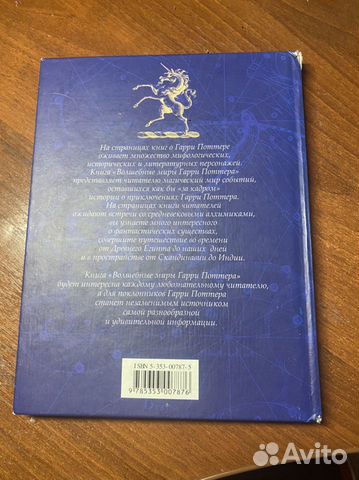 На страницах книг о Гарри Поттере
оживает множество мифологических,
исторических и литературных персонажей.
Книга «Волшебные миры Гарри Поттера»
представляет читателю магический мир событий,
оставшихся как бы "за кадром"
истории о приключениях Гарри Поттера.
На страницах книги читателей
ожидают встречи со средневековыми алхимиками,
вы узнаете много интересного
о фантастических существах,
совершите путешествие во времени
от Древнего Египта до наших дней
и в пространстве от Скандинавии до Индии.
Книга «Волшебные миры Гарри Поттера»
будет интересна каждому любознательному читателю,
а для поклонников Гарри Поттера
станет незаменимым источником
самой разнообразной
и удивительной информации.
ISBN 5-353-00787-5
9 785353 007876
Avito